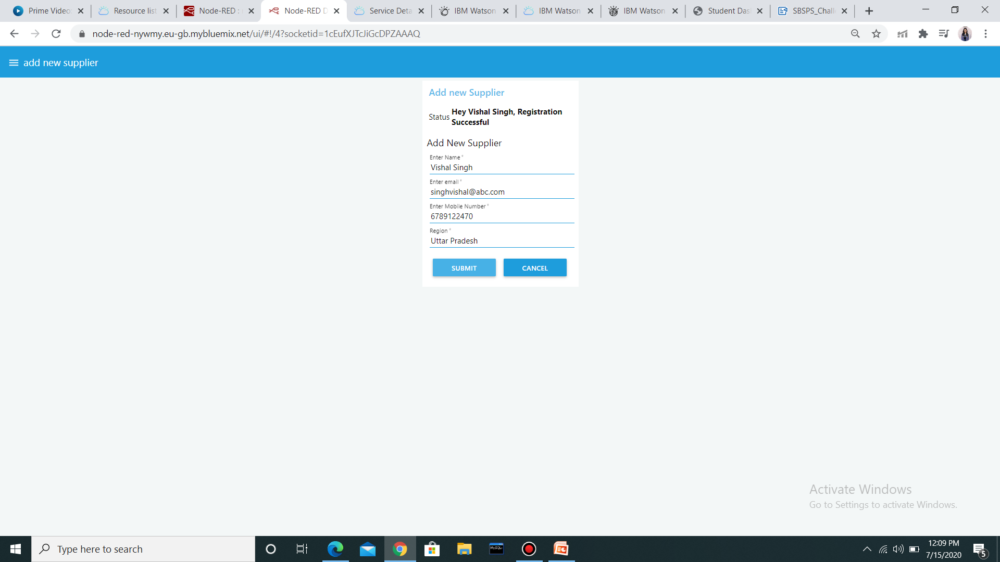 Prime Video:
Resource list
Node-RED :
Node-RED D
Service Deta
IBM Watson
IBM Watson
IBM Watson
Student Das
SBSPS_Chall
node-red-nywmy.eu-gb.mybluemix.net/ui/#!/4?socketid=1cEufXJTcJiGcDPZAAAQ
add new supplier
Add new Supplier
Status Hey Vishal Singh, Registration
Successful
Add New Supplier
Enter Name *
Vishal Singh
Enter email *
singhvishal@abc.com
Enter Mobile Number *
6789122470
Region *
Uttar Pradesh
SUBMIT CANCEL
Activate Windows
Go to Settings to activate Windows.
Type here to search
MySQL
12:09 PM
7/15/2020
5